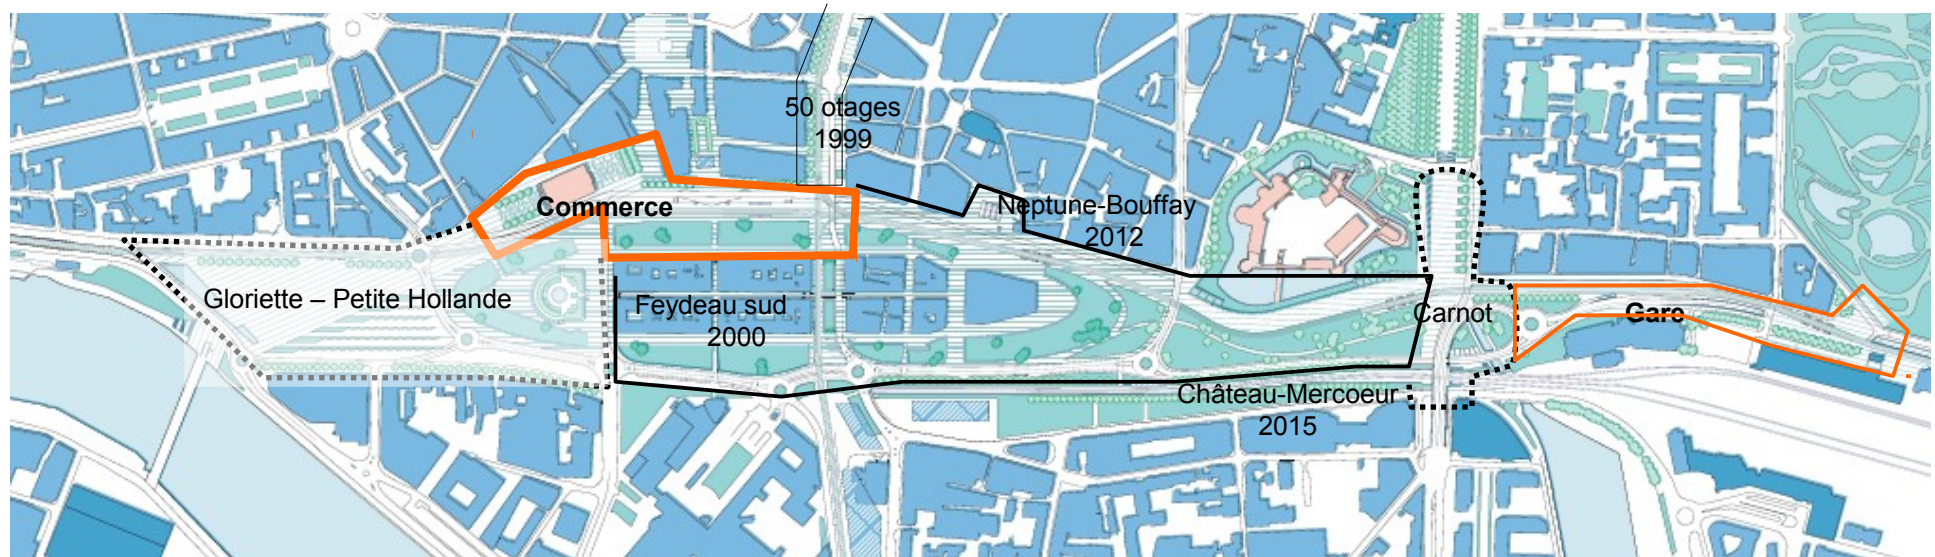 50 otages
1999
Commerce
Neptune-Bouffay
2012
Gloriette – Petite Hollande
Feydeau sud
2000
Carnot
Gare
Château-Mercoeur
2015